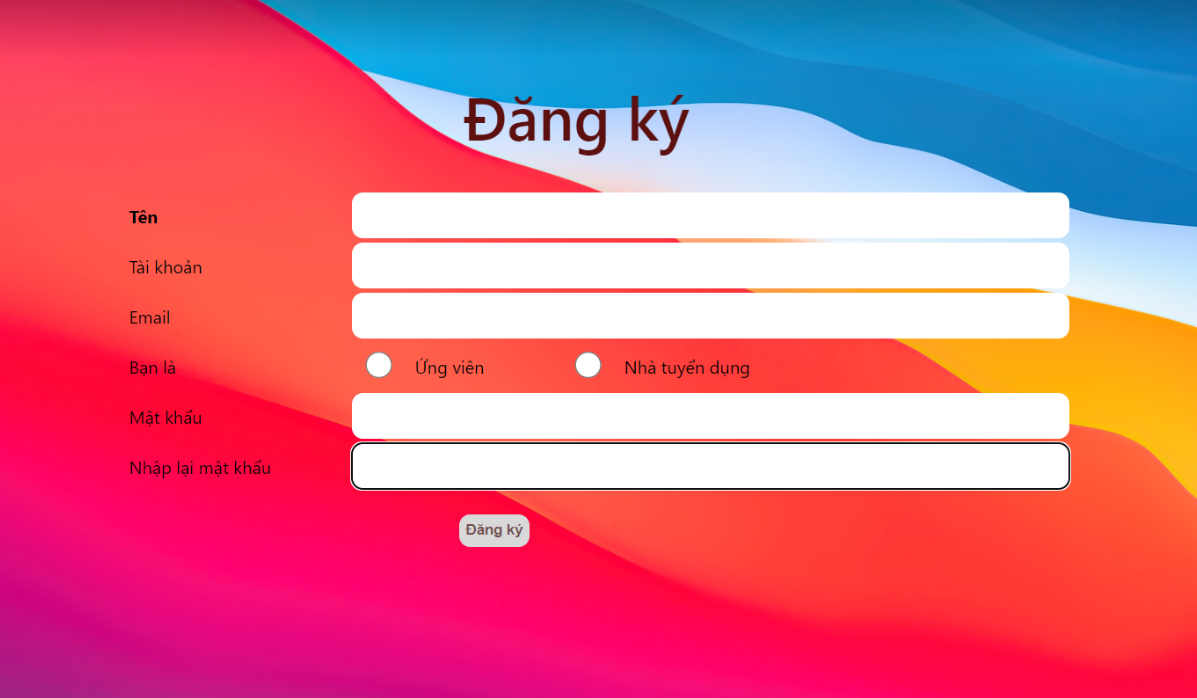 Đăng ký
Tên
Tài khoản
Email
Bạn là Ứng viên Nhà tuyển dụng
Mật khẩu
Nhập lại mật khẩu
Đăng ký